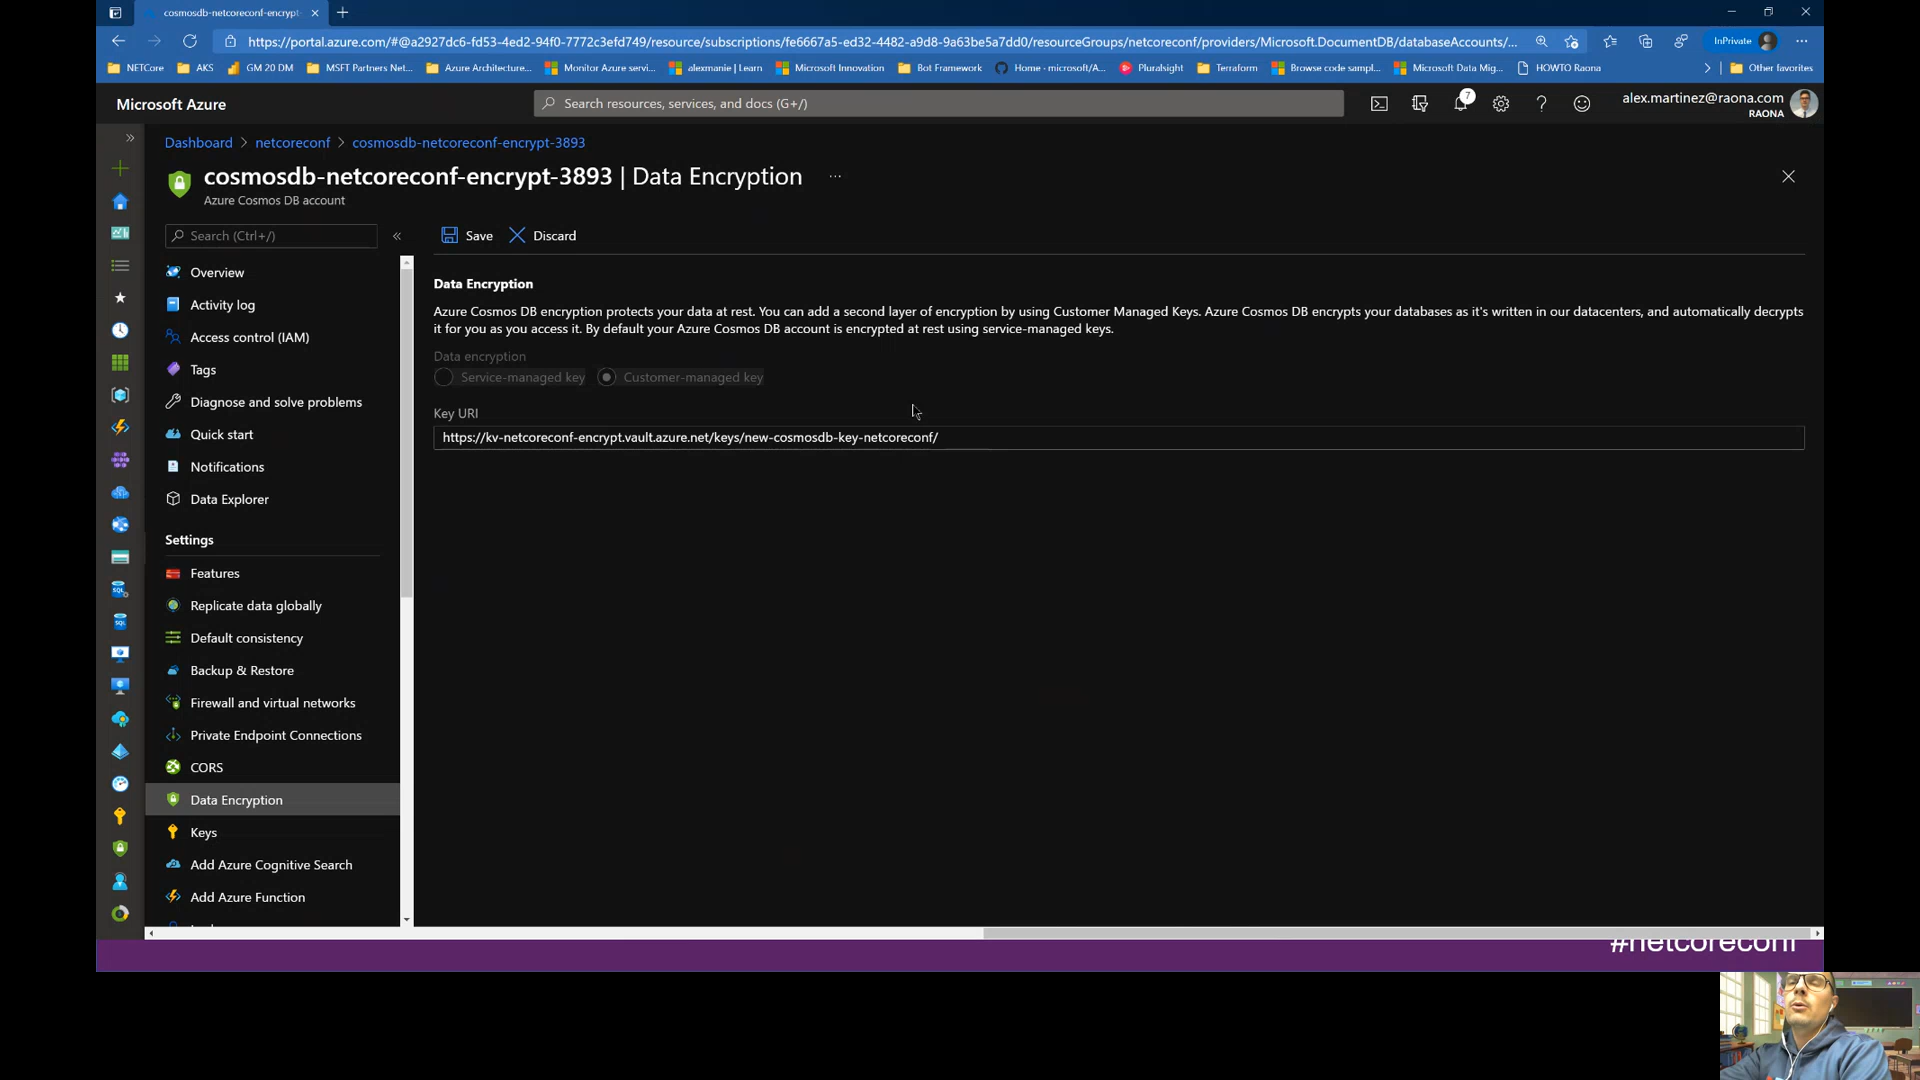 cosmosdb-netcoreconf-encrypt-
https://portal.azure.com/#@a2927dc6-fd53-4ed2-94f0-7772c3efd749/resource/subscriptions/fe6667a5-ed32-4482-a9d8-9a63be5a7dd0/resourceGroups/netcoreconf/providers/Microsoft.DocumentDB/databaseAccounts/...
InPrivate
NETCore AKS GM 20 DM MSFT Partners Net... Azure Architecture... Monitor Azure servi... alexmanie | Learn Microsoft Innovation Bot Framework Home · microsoft/A... Pluralsight Terraform Browse code sampl... Microsoft Data Mig... HOWTO Raona Other favorites
Microsoft Azure
Search resources, services, and docs (G+/)
7
alex.martinez@raona.com
RAONA
Dashboard > netcoreconf > cosmosdb-netcoreconf-encrypt-3893
cosmosdb-netcoreconf-encrypt-3893 | Data Encryption ...
Azure Cosmos DB account
Search (Ctrl+/)
Save Discard
Overview
Activity log
Access control (IAM)
Tags
Diagnose and solve problems
Quick start
Notifications
Data Explorer
Settings
Features
Replicate data globally
Default consistency
Backup & Restore
Firewall and virtual networks
Private Endpoint Connections
CORS
Data Encryption
Keys
Add Azure Cognitive Search
Add Azure Function
Data Encryption
Azure Cosmos DB encryption protects your data at rest. You can add a second layer of encryption by using Customer Managed Keys. Azure Cosmos DB encrypts your databases as it's written in our datacenters, and automatically decrypts
it for you as you access it. By default your Azure Cosmos DB account is encrypted at rest using service-managed keys.
Data encryption
Service-managed key Customer-managed key
Key URI
https://kv-netcoreconf-encrypt.vault.azure.net/keys/new-cosmosdb-key-netcoreconf/
#netcoreconf